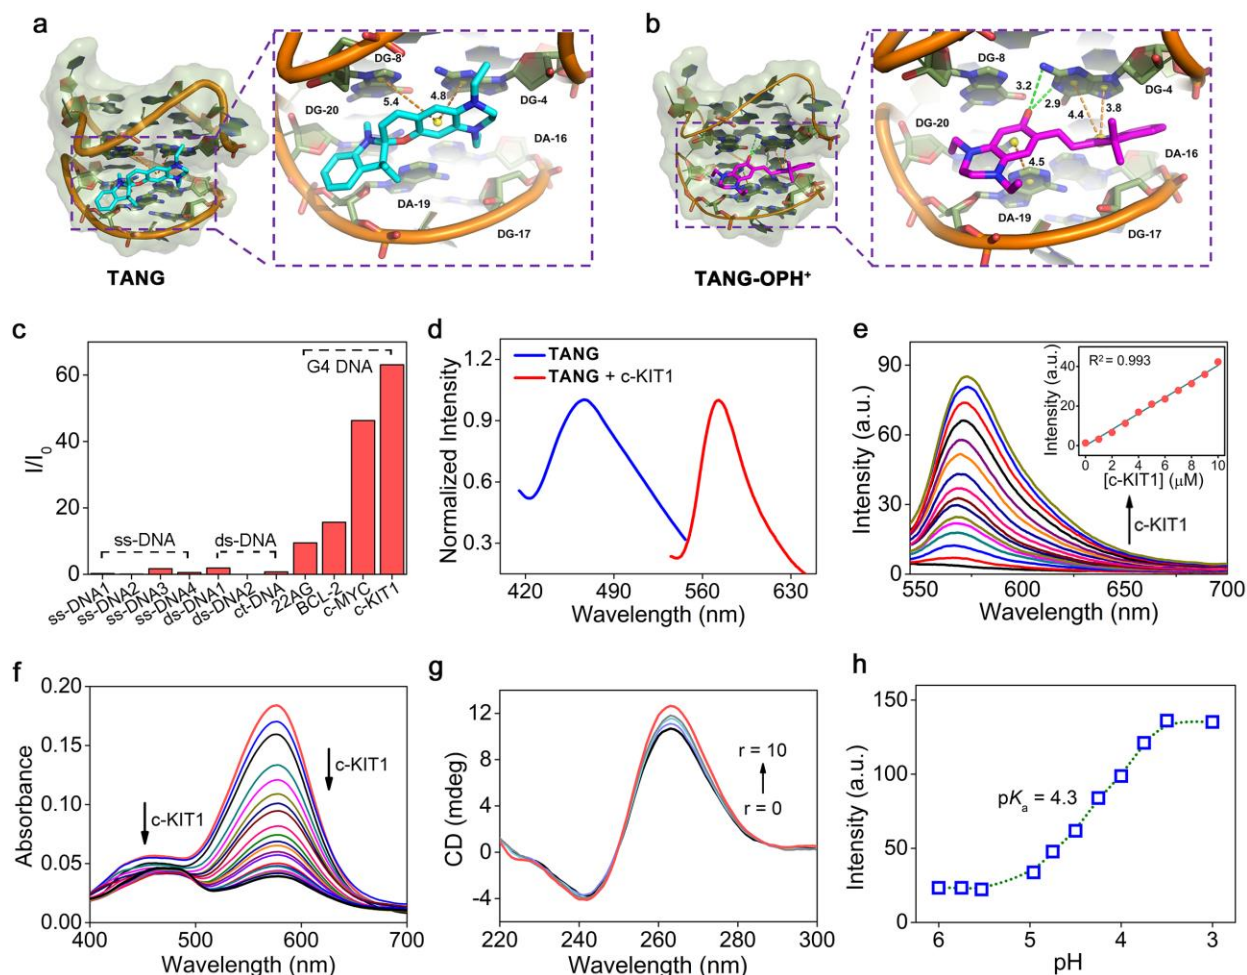 a
DG-8
5.4
4.8
DG-4
DG-20
DA-16
DA-19
DG-17
TANG
b
DG-8
3.2
2.9
DG-4
3.8
4.4
DG-20
4.5
DA-16
DA-19
DG-17
TANG-OPH⁺
c
I/I₀
60
40
20
0
G4 DNA
ss-DNA
ds-DNA
ss-DNA1
ss-DNA2
ss-DNA3
ss-DNA4
ds-DNA1
ds-DNA2
ct-DNA
22AG
BCL-2
c-MYC
c-KIT1
d
Normalized Intensity
1.2
0.9
0.6
0.3
TANG
TANG + c-KIT1
420 490 560 630
Wavelength (nm)
e
Intensity (a.u.)
90
60
30
0
R² = 0.993
Intensity (a.u.)
40
20
0
0 2 4 6 8 10
[c-KIT1] (μM)
c-KIT1
550 600 650 700
Wavelength (nm)
f
Absorbance
0.20
0.15
0.10
0.05
0.00
c-KIT1
c-KIT1
400 500 600 700
Wavelength (nm)
g
CD (mdeg)
12
8
4
0
-4
r = 10
r = 0
220 240 260 280 300
Wavelength (nm)
h
Intensity (a.u.)
150
100
50
0
pKₐ = 4.3
6 5 4 3
pH